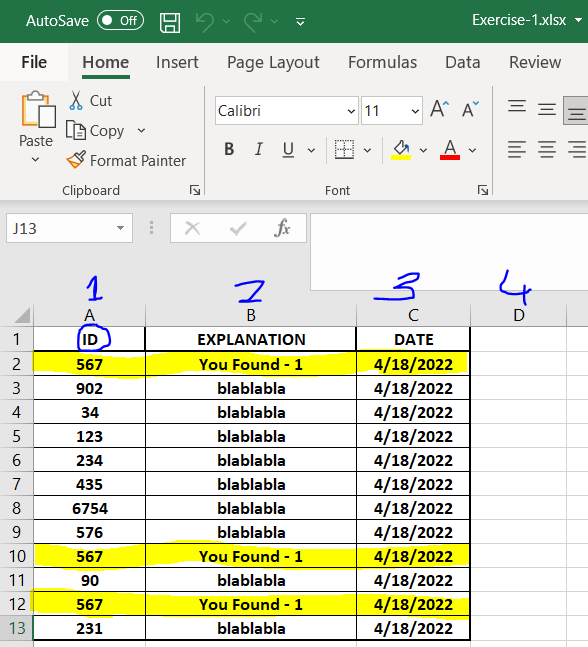 AutoSave Off Exercise-1.xlsx
File Home Insert Page Layout Formulas Data Review
Paste Cut Copy Format Painter
Calibri 11 A A
B I U A
Clipboard Font
J13 fx
1 2 3 4
A B C D
1 ID EXPLANATION DATE
2 567 You Found - 1 4/18/2022
3 902 blablabla 4/18/2022
4 34 blablabla 4/18/2022
5 123 blablabla 4/18/2022
6 234 blablabla 4/18/2022
7 435 blablabla 4/18/2022
8 6754 blablabla 4/18/2022
9 576 blablabla 4/18/2022
10 567 You Found - 1 4/18/2022
11 90 blablabla 4/18/2022
12 567 You Found - 1 4/18/2022
13 231 blablabla 4/18/2022